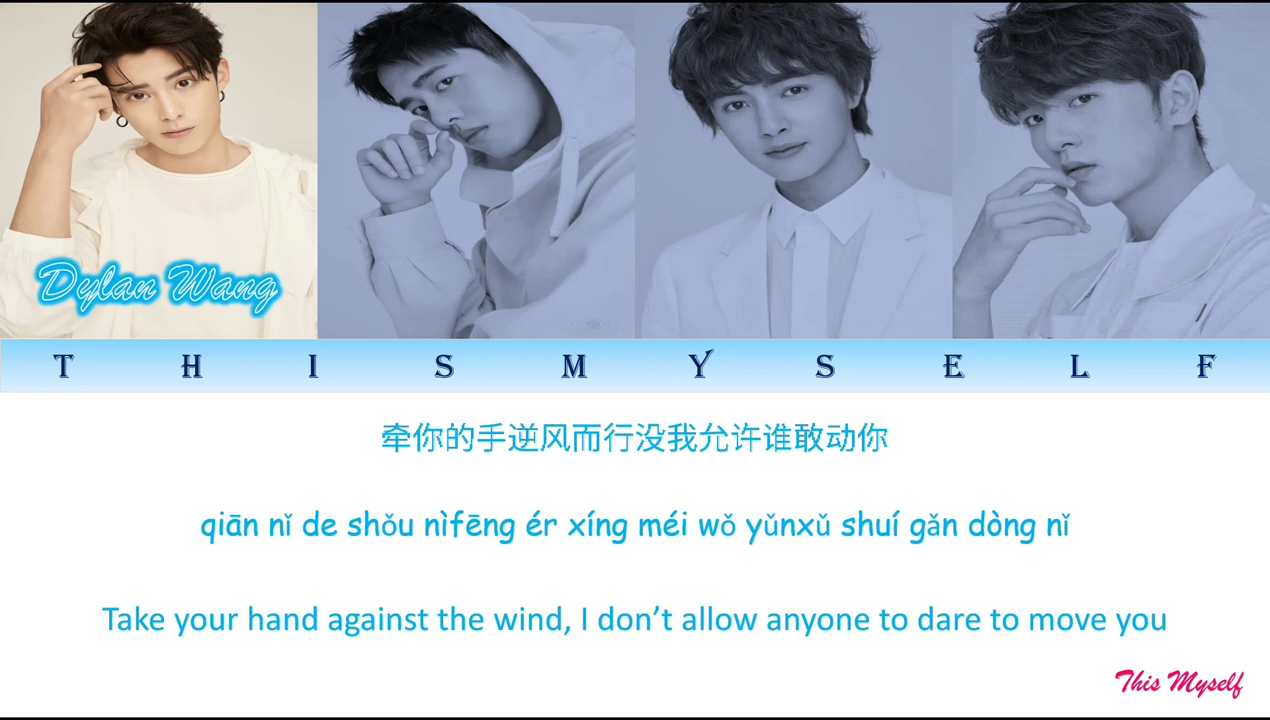 Dylan Wang
T H I S M Y S E L F
牵你的手逆风而行没我允许谁敢动你
qiān nǐ de shǒu nìfēng ér xíng méi wǒ yǔnxǔ shuí gǎn dòng nǐ
Take your hand against the wind, I don’t allow anyone to dare to move you
This Myself